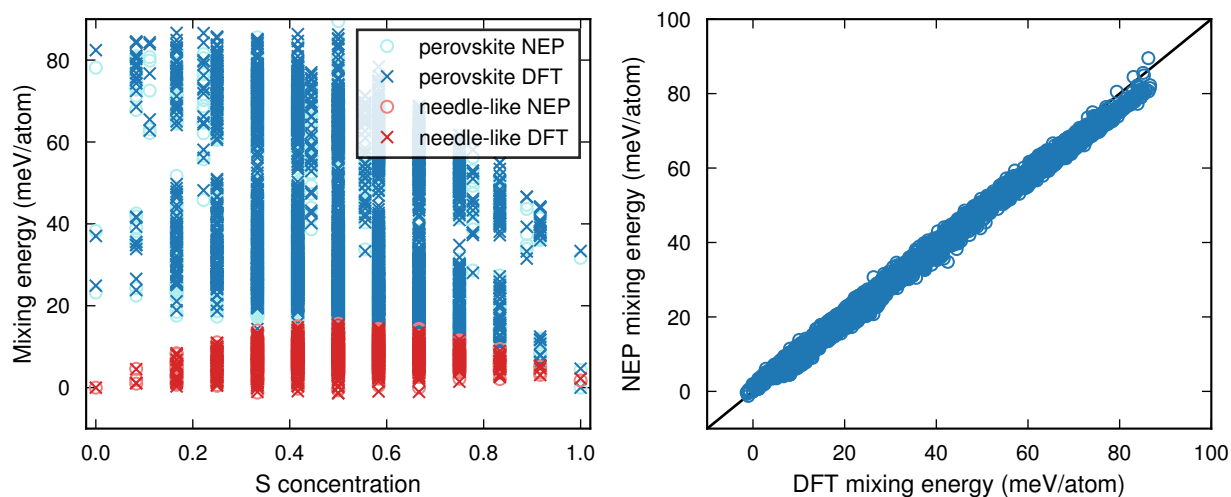 80
60
40
20
0
0.0 0.2 0.4 0.6 0.8 1.0
Mixing energy (meV/atom)
S concentration
perovskite NEP
perovskite DFT
needle-like NEP
needle-like DFT
100
80
60
40
20
0
0 20 40 60 80 100
NEP mixing energy (meV/atom)
DFT mixing energy (meV/atom)